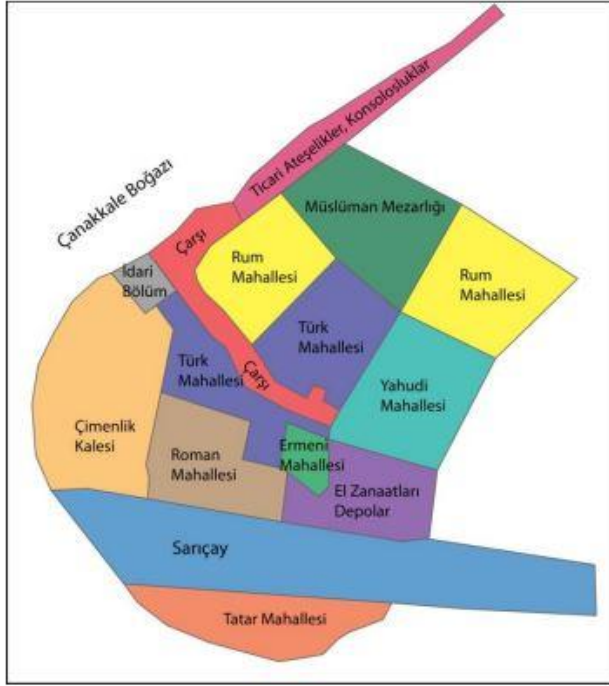 Ticari Ateşelikler, Konsolosluklar
Çanakkale Boğazı
Müslüman Mezarlığı
Çarşı
Rum
Mahallesi
İdari
Bölüm
Rum
Mahallesi
Türk
Mahallesi
Türk
Mahallesi
Çarşı
Yahudi
Mahallesi
Çimenlik
Kalesi
Roman
Mahallesi
Ermeni
Mahallesi
El Zanaatları
Depolar
Sarıçay
Tatar Mahallesi